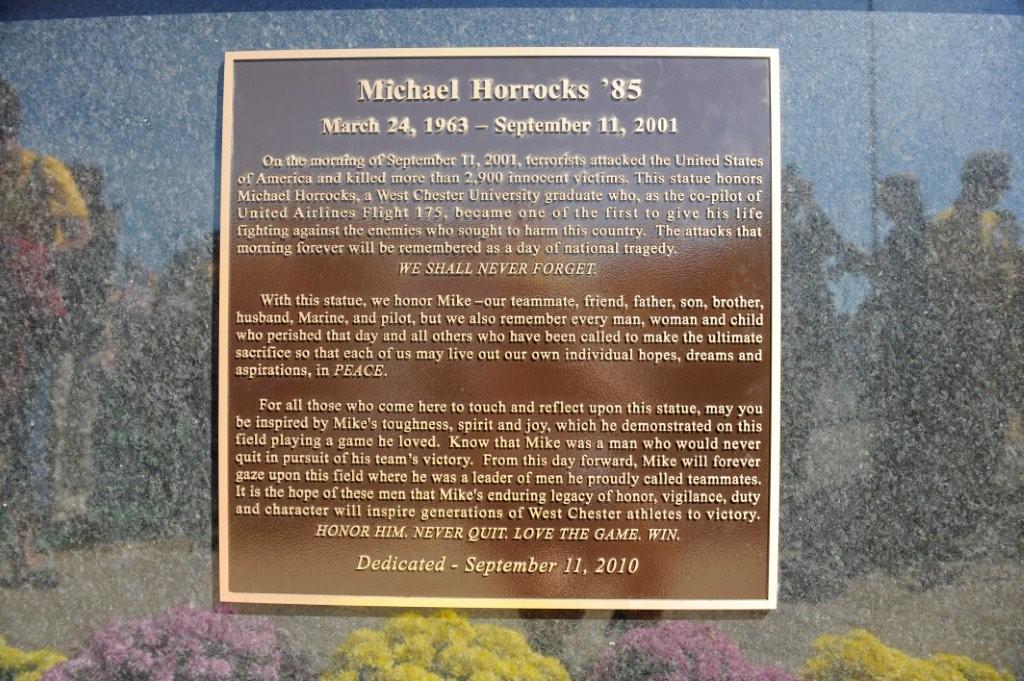 Michael Horrocks '85
March 24, 1963 – September 11, 2001
On the morning of September 11, 2001, terrorists attacked the United States
of America and killed more than 2,900 innocent victims. This statue honors
Michael Horrocks, a West Chester University graduate who, as the co-pilot of
United Airlines Flight 175, became one of the first to give his life
fighting against the enemies who sought to harm this country. The attacks that
morning forever will be remembered as a day of national tragedy.
WE SHALL NEVER FORGET.
With this statue, we honor Mike –our teammate, friend, father, son, brother,
husband, Marine, and pilot, but we also remember every man, woman and child
who perished that day and all others who have been called to make the ultimate
sacrifice so that each of us may live out our own individual hopes, dreams and
aspirations, in PEACE.
For all those who come here to touch and reflect upon this statue, may you
be inspired by Mike's toughness, spirit and joy, which he demonstrated on this
field playing a game he loved. Know that Mike was a man who would never
quit in pursuit of his team's victory. From this day forward, Mike will forever
gaze upon this field where he was a leader of men he proudly called teammates.
It is the hope of these men that Mike's enduring legacy of honor, vigilance, duty
and character will inspire generations of West Chester athletes to victory.
HONOR HIM. NEVER QUIT. LOVE THE GAME. WIN.
Dedicated - September 11, 2010